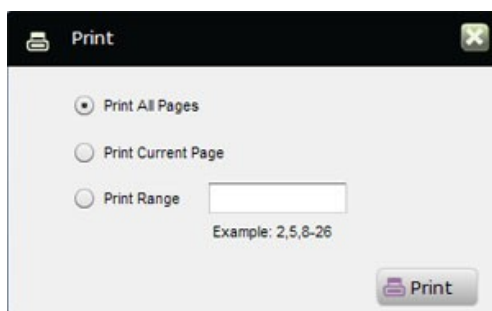 Print
Print All Pages
Print Current Page
Print Range
Example: 2,5,8-26
Print